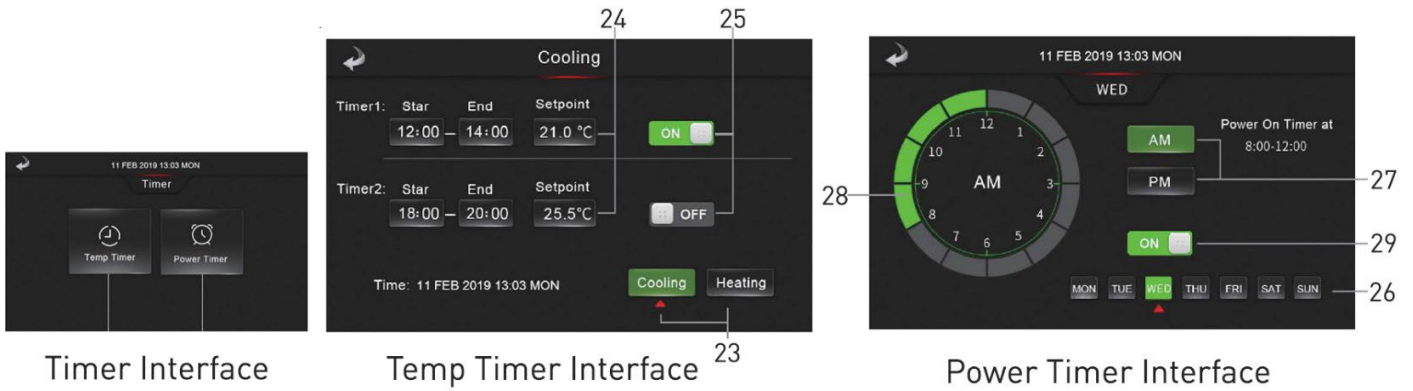 24 25
11 FEB 2019 13:03 MON
Timer
Temp Timer
Power Timer
Timer Interface
Cooling
Timer1: Star End Setpoint
12:00 – 14:00 21.0 °C ON
Timer2: Star End Setpoint
18:00 – 20:00 25.5°C OFF
Time: 11 FEB 2019 13:03 MON Cooling Heating
23
Temp Timer Interface
11 FEB 2019 13:03 MON
WED
12
1
2
3
4
5
6
7
8
9
10
11
AM
AM
PM
Power On Timer at
8:00-12:00
27
28
ON
29
MON TUE WED THU FRI SAT SUN
26
Power Timer Interface